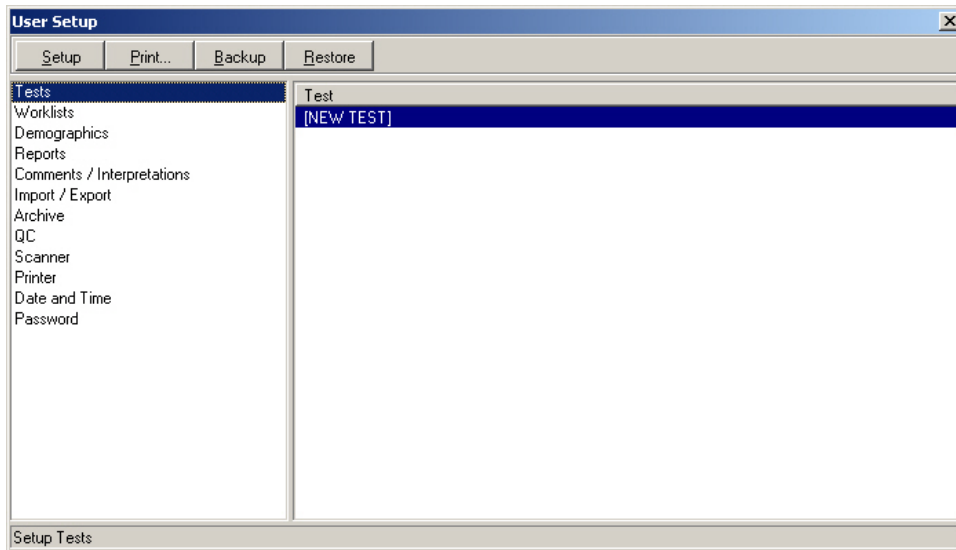 User Setup
Setup Print... Backup Restore
Tests
Worklists
Demographics
Reports
Comments / Interpretations
Import / Export
Archive
QC
Scanner
Printer
Date and Time
Password
Test
[NEW TEST]
Setup Tests